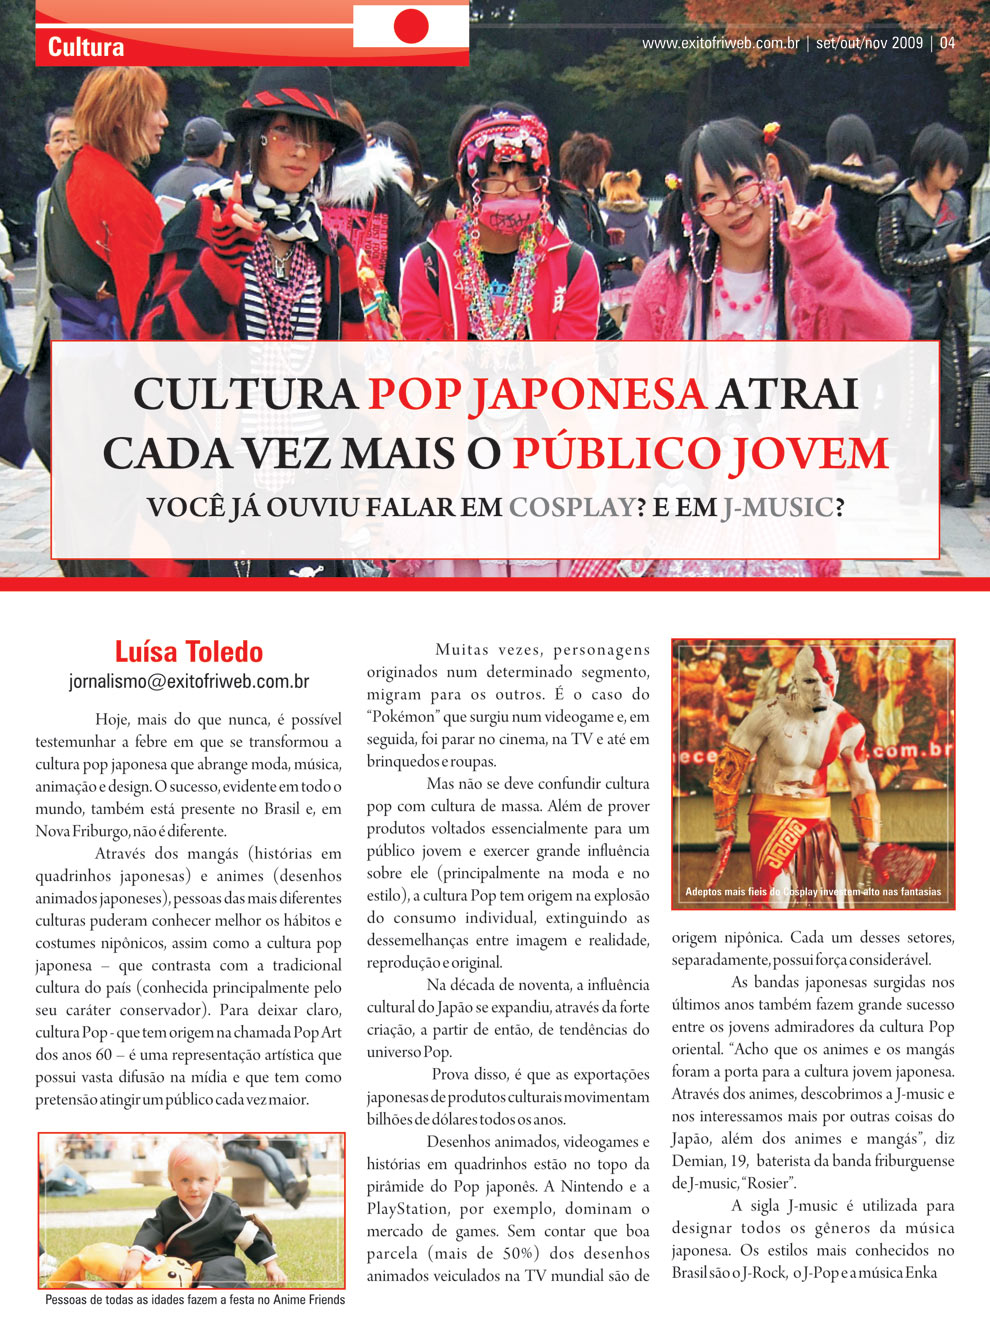 Cultura
www.exitofriweb.com.br | set/out/nov 2009 | 04
CULTURA POP JAPONESA ATRAI
CADA VEZ MAIS O PÚBLICO JOVEM
VOCÊ JÁ OUVIU FALAR EM COSPLAY? E EM J-MUSIC?
Luísa Toledo
jornalismo@exitofriweb.com.br
Hoje, mais do que nunca, é possível
testemunhar a febre em que se transformou a
cultura pop japonesa que abrange moda, música,
animação e design. O sucesso, evidente em todo o
mundo, também está presente no Brasil e, em
Nova Friburgo, não é diferente.
Através dos mangás (histórias em
quadrinhos japonesas) e animes (desenhos
animados japoneses), pessoas das mais diferentes
culturas puderam conhecer melhor os hábitos e
costumes nipônicos, assim como a cultura pop
japonesa – que contrasta com a tradicional
cultura do país (conhecida principalmente pelo
seu caráter conservador). Para deixar claro,
cultura Pop - que tem origem na chamada Pop Art
dos anos 60 – é uma representação artística que
possui vasta difusão na mídia e que tem como
pretensão atingir um público cada vez maior.
Pessoas de todas as idades fazem a festa no Anime Friends
Muitas vezes, personagens
originados num determinado segmento,
migram para os outros. É o caso do
“Pokémon” que surgiu num videogame e, em
seguida, foi parar no cinema, na TV e até em
brinquedos e roupas.
Mas não se deve confundir cultura
pop com cultura de massa. Além de prover
produtos voltados essencialmente para um
público jovem e exercer grande influência
sobre ele (principalmente na moda e no
estilo), a cultura Pop tem origem na explosão
do consumo individual, extinguindo as
dessemelhanças entre imagem e realidade,
reprodução e original.
Na década de noventa, a influência
cultural do Japão se expandiu, através da forte
criação, a partir de então, de tendências do
universo Pop.
Prova disso, é que as exportações
japonesas de produtos culturais movimentam
bilhões de dólares todos os anos.
Desenhos animados, videogames e
histórias em quadrinhos estão no topo da
pirâmide do Pop japonês. A Nintendo e a
PlayStation, por exemplo, dominam o
mercado de games. Sem contar que boa
parcela (mais de 50%) dos desenhos
animados veiculados na TV mundial são de
ece
.com.br
Adeptos mais fieis do Cosplay investem alto nas fantasias
origem nipônica. Cada um desses setores,
separadamente, possui força considerável.
As bandas japonesas surgidas nos
últimos anos também fazem grande sucesso
entre os jovens admiradores da cultura Pop
oriental. “Acho que os animes e os mangás
foram a porta para a cultura jovem japonesa.
Através dos animes, descobrimos a J-music e
nos interessamos mais por outras coisas do
Japão, além dos animes e mangás”, diz
Demian, 19, baterista da banda friburguense
de J-music, “Rosier”.
A sigla J-music é utilizada para
designar todos os gêneros da música
japonesa. Os estilos mais conhecidos no
Brasil são o J-Rock, o J-Pop e a música Enka